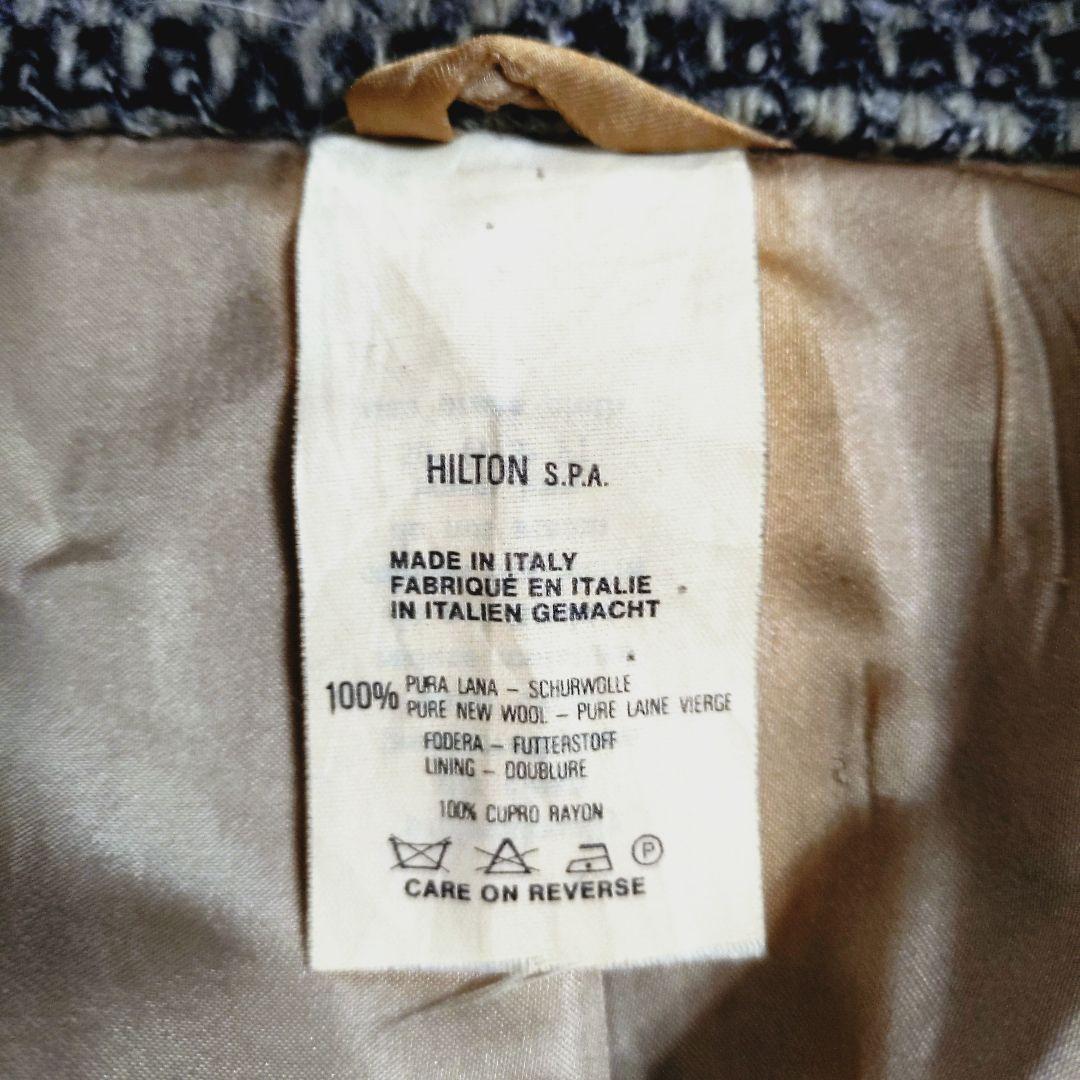 HILTON S.P.A.
MADE IN ITALY
FABRIQUÉ EN ITALIE
IN ITALIEN GEMACHT
100% PURA LANA – SCHURWOLLE
PURE NEW WOOL – PURE LAINE VIERGE
FODERA – FUTTERSTOFF
LINING – DOUBLURE
100% CUPRO RAYON
P
CARE ON REVERSE